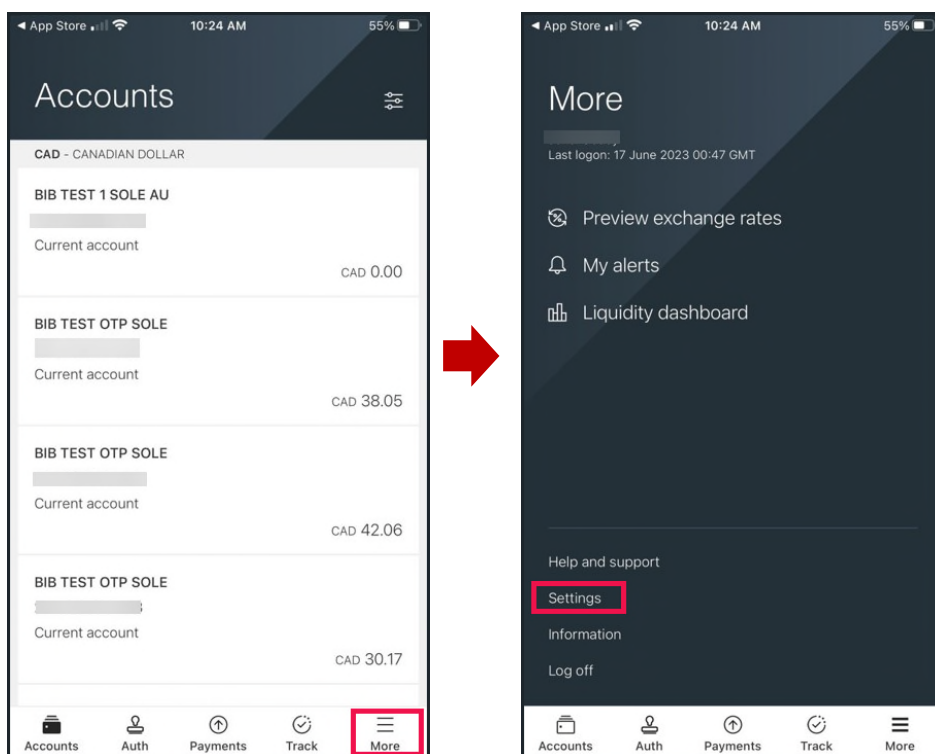 App Store
10:24 AM
55%
Accounts
CAD - CANADIAN DOLLAR
BIB TEST 1 SOLE AU
Current account
CAD 0.00
BIB TEST OTP SOLE
Current account
CAD 38.05
BIB TEST OTP SOLE
Current account
CAD 42.06
BIB TEST OTP SOLE
Current account
CAD 30.17
Accounts Auth Payments Track More
App Store
10:24 AM
55%
More
Last logon: 17 June 2023 00:47 GMT
Preview exchange rates
My alerts
Liquidity dashboard
Help and support
Settings
Information
Log off
Accounts Auth Payments Track More